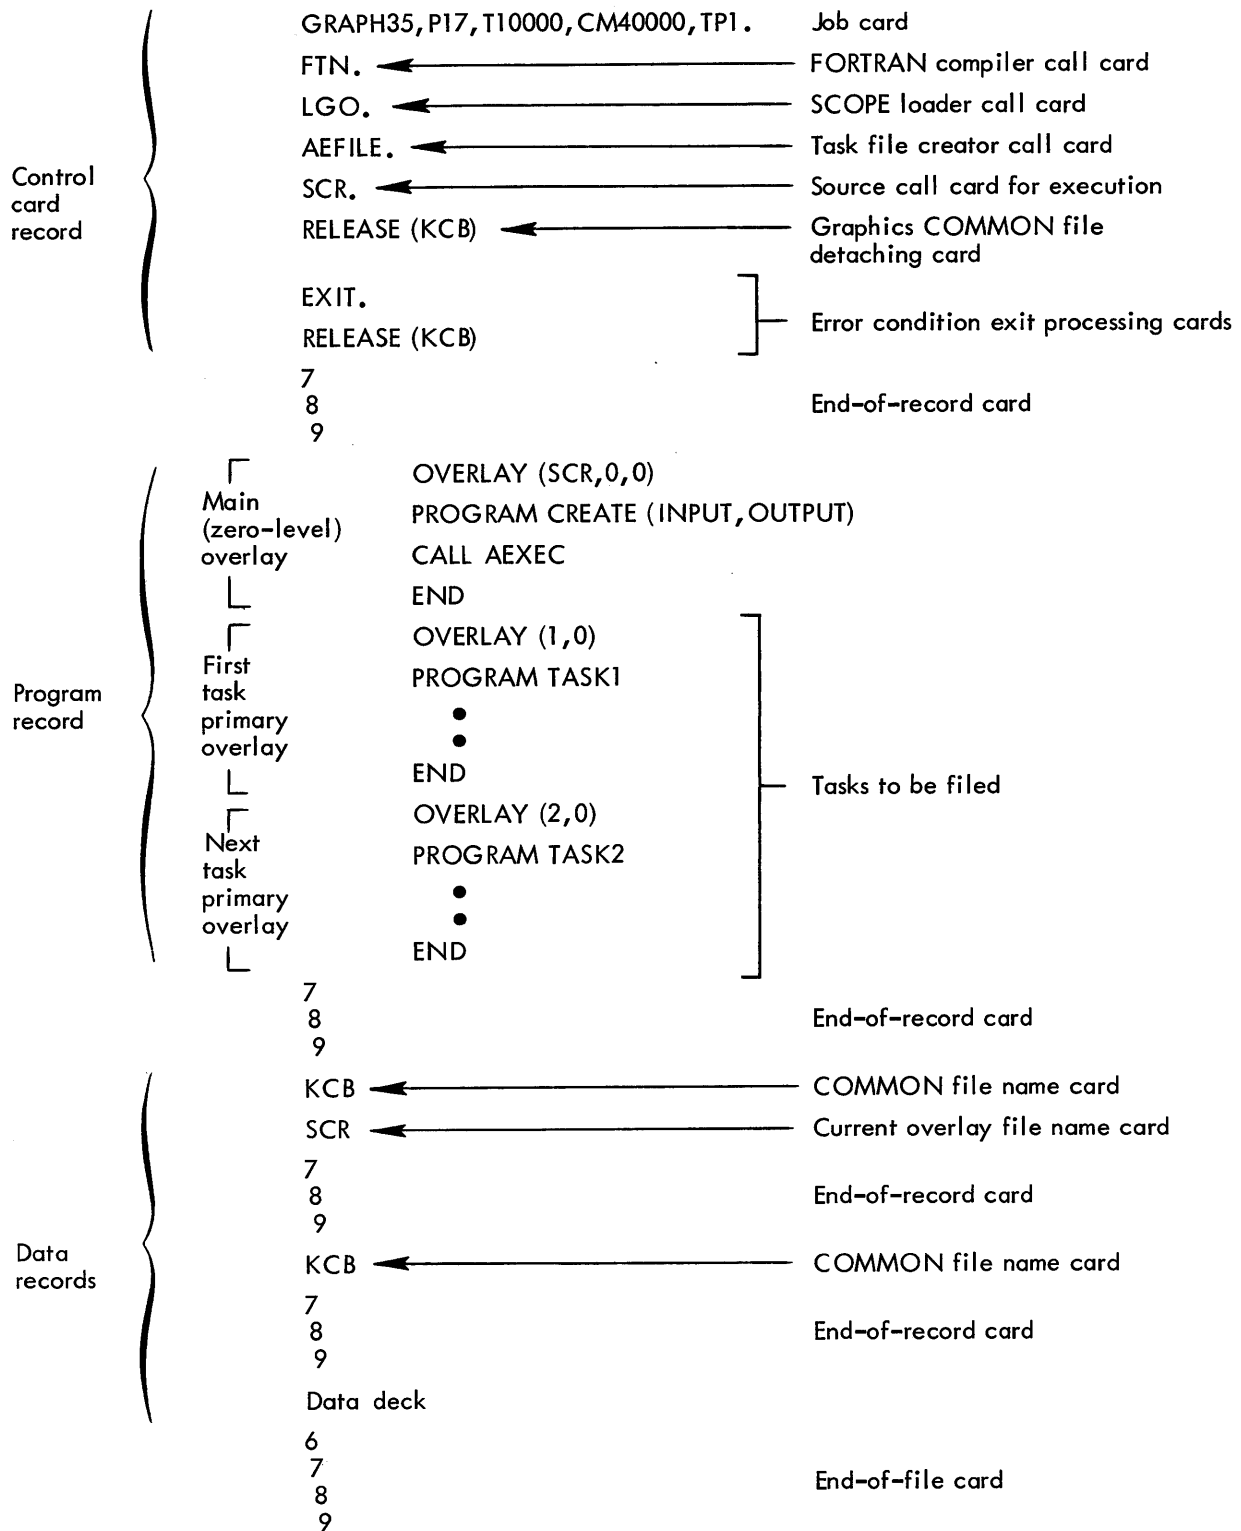 GRAPH35,P17,T10000,CM40000,TP1. Job card
FTN. FORTRAN compiler call card
LGO. SCOPE loader call card
AEFILE. Task file creator call card
SCR. Source call card for execution
Control
card
record
RELEASE (KCB) Graphics COMMON file
detaching card
EXIT.
RELEASE (KCB)
Error condition exit processing cards
7
8 End-of-record card
9
Program
record
Main
(zero-level)
overlay
OVERLAY (SCR,0,0)
PROGRAM CREATE (INPUT,OUTPUT)
CALL AEXEC
END
First
task
primary
overlay
OVERLAY (1,0)
PROGRAM TASK1
•
•
END
Tasks to be filed
Next
task
primary
overlay
OVERLAY (2,0)
PROGRAM TASK2
•
•
END
7
8 End-of-record card
9
Data
records
KCB COMMON file name card
SCR Current overlay file name card
7
8 End-of-record card
9
KCB COMMON file name card
7
8 End-of-record card
9
Data deck
6
7
8 End-of-file card
9